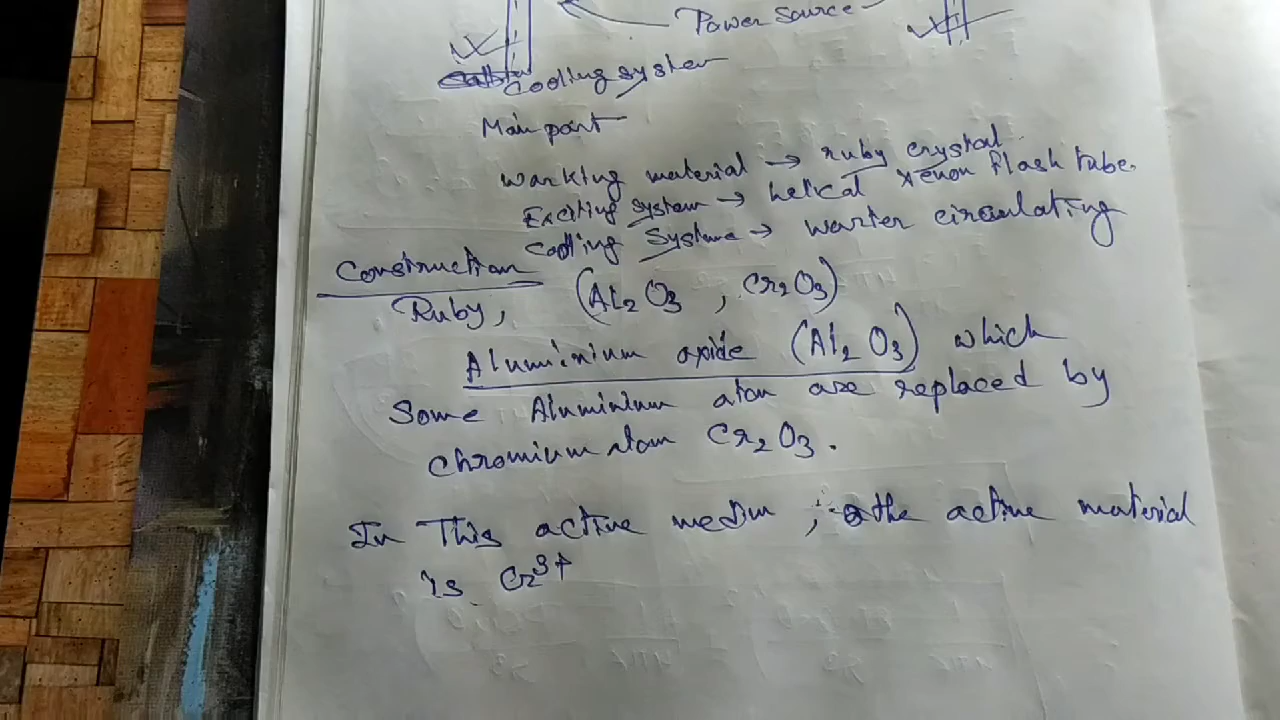 Power source
Cooling system
Main part
Working material → ruby crystal
Exciting system → helical xenon flash tube.
Cooling System → warter circulating
Construction
Ruby, (Al2O3, Cr2O3)
Aluminium oxide (Al2O3) which
Some Aluminium atom are replaced by
chromium atom Cr2O3.
In This active medium, the active material
is Cr3+